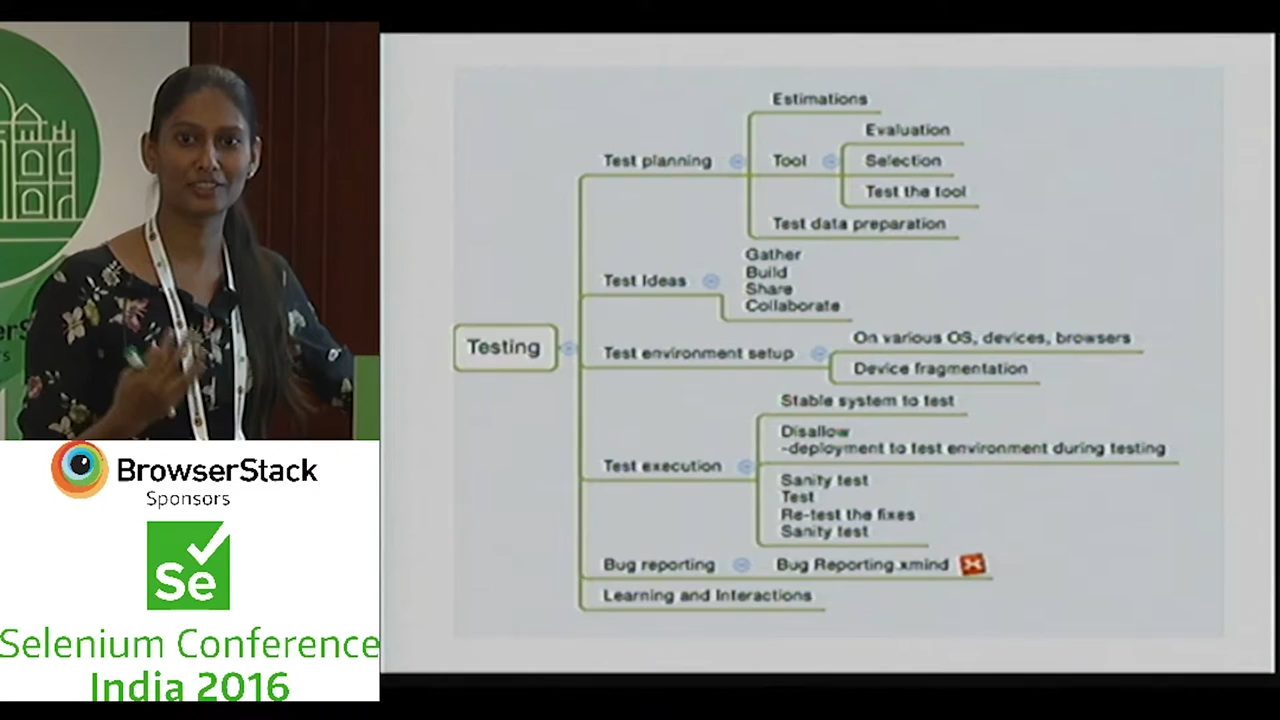 BrowserStack
Sponsors
Se
Selenium Conference
India 2016
Testing
Test planning
Estimations
Tool
Evaluation
Selection
Test the tool
Test data preparation
Test Ideas
Gather
Build
Share
Collaborate
Test environment setup
On various OS, devices, browsers
Device fragmentation
Test execution
Stable system to test
Disallow
-deployment to test environment during testing
Sanity test
Test
Re-test the fixes
Sanity test
Bug reporting
Bug Reporting.xmind
Learning and Interactions